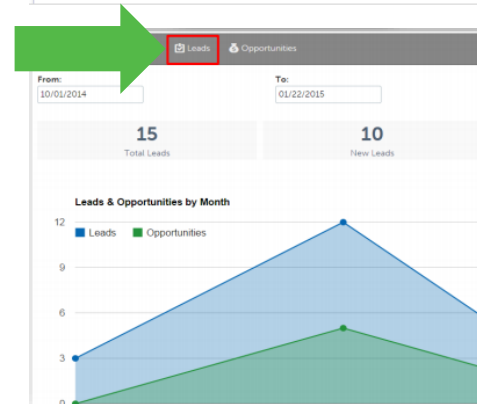 Leads Opportunities
From: To:
10/01/2014 01/22/2015
15 10
Total Leads New Leads
Leads & Opportunities by Month
12
Leads Opportunities
9
6
3
0